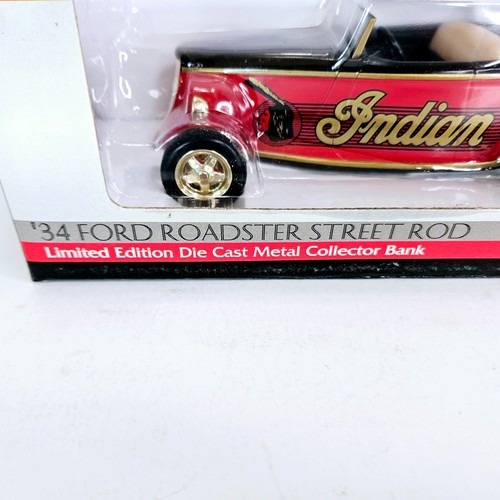 Indian
'34 FORD ROADSTER STREET ROD
Limited Edition Die Cast Metal Collector Bank